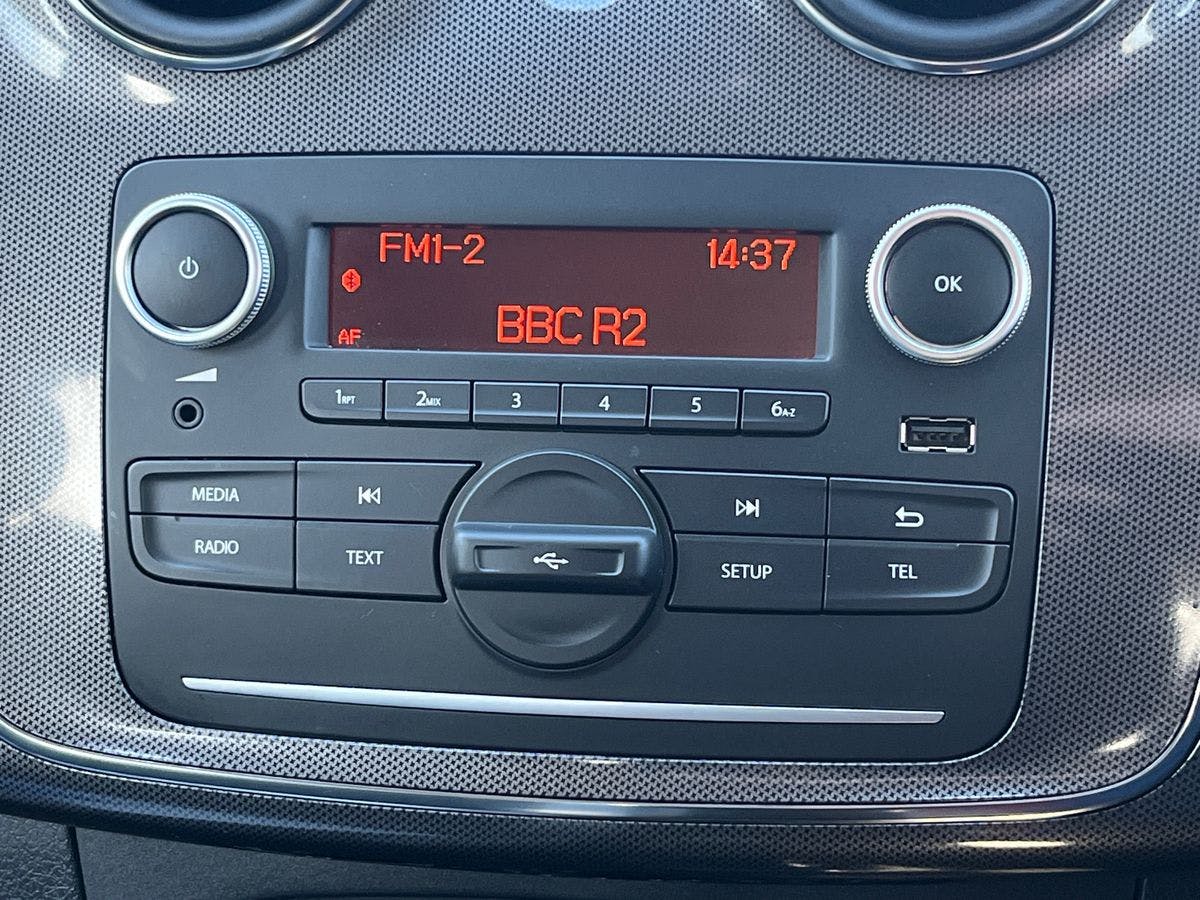 FM1-2 14:37
AF BBC R2
OK
1RPT 2MIX 3 4 5 6A-Z
MEDIA
RADIO TEXT SETUP TEL